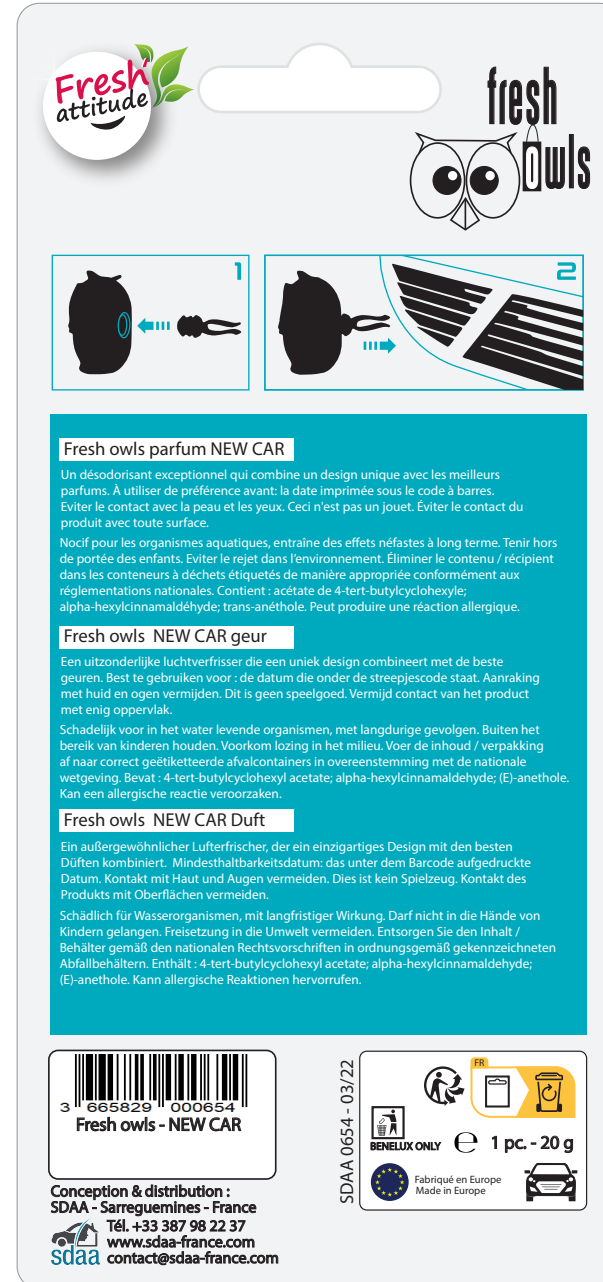 Fresh'
attitude
fresh
owls
1
2
Fresh owls parfum NEW CAR
Un désodorisant exceptionnel qui combine un design unique avec les meilleurs
parfums. À utiliser de préférence avant: la date imprimée sous le code à barres.
Eviter le contact avec la peau et les yeux. Ceci n'est pas un jouet. Éviter le contact du
produit avec toute surface.
Nocif pour les organismes aquatiques, entraîne des effets néfastes à long terme. Tenir hors
de portée des enfants. Eviter le rejet dans l'environnement. Éliminer le contenu / récipient
dans les conteneurs à déchets étiquetés de manière appropriée conformément aux
réglementations nationales. Contient : acétate de 4-tert-butylcyclohexyle;
alpha-hexylcinnamaldéhyde; trans-anéthole. Peut produire une réaction allergique.
Fresh owls NEW CAR geur
Een uitzonderlijke luchtverfrisser die een uniek design combineert met de beste
geuren. Best te gebruiken voor : de datum die onder de streepjescode staat. Aanraking
met huid en ogen vermijden. Dit is geen speelgoed. Vermijd contact van het product
met enig oppervlak.
Schadelijk voor in het water levende organismen, met langdurige gevolgen. Buiten het
bereik van kinderen houden. Voorkom lozing in het milieu. Voer de inhoud / verpakking
af naar correct geëtiketteerde afvalcontainers in overeenstemming met de nationale
wetgeving. Bevat : 4-tert-butylcyclohexyl acetate; alpha-hexylcinnamaldehyde; (E)-anethole.
Kan een allergische reactie veroorzaken.
Fresh owls NEW CAR Duft
Ein außergewöhnlicher Lufterfrischer, der ein einzigartiges Design mit den besten
Düften kombiniert. Mindesthaltbarkeitsdatum: das unter dem Barcode aufgedruckte
Datum. Kontakt mit Haut und Augen vermeiden. Dies ist kein Spielzeug. Kontakt des
Produkts mit Oberflächen vermeiden.
Schädlich für Wasserorganismen, mit langfristiger Wirkung. Darf nicht in die Hände von
Kindern gelangen. Freisetzung in die Umwelt vermeiden. Entsorgen Sie den Inhalt /
Behälter gemäß den nationalen Rechtsvorschriften in ordnungsgemäß gekennzeichneten
Abfallbehältern. Enthält : 4-tert-butylcyclohexyl acetate; alpha-hexylcinnamaldehyde;
(E)-anethole. Kann allergische Reaktionen hervorrufen.
3 665829 000654
Fresh owls - NEW CAR
Conception & distribution :
SDAA - Sarreguemines - France
Tél. +33 387 98 22 37
www.sdaa-france.com
contact@sdaa-france.com
sdaa
SDAA 0654 - 03/22
FR
BENELUX ONLY
℮ 1 pc. - 20 g
Fabriqué en Europe
Made in Europe